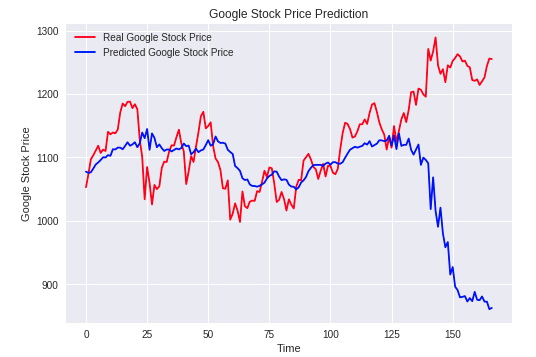 Google Stock Price Prediction
Real Google Stock Price
Predicted Google Stock Price
Google Stock Price
1300
1200
1100
1000
900
0 25 50 75 100 125 150
Time